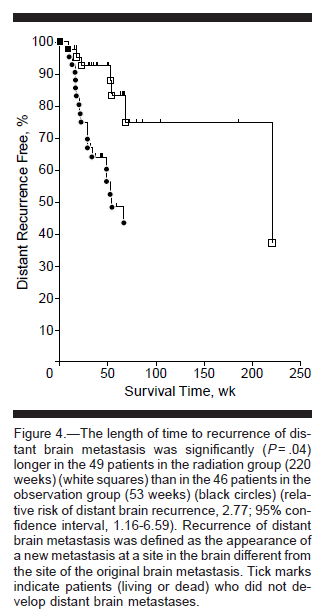 100
90
80
70
60
50
40
30
20
10
Distant Recurrence Free, %
0 50 100 150 200 250
Survival Time, wk
Figure 4.—The length of time to recurrence of dis-
tant brain metastasis was significantly (P= .04)
longer in the 49 patients in the radiation group (220
weeks) (white squares) than in the 46 patients in the
observation group (53 weeks) (black circles) (rela-
tive risk of distant brain recurrence, 2.77; 95% con-
fidence interval, 1.16-6.59). Recurrence of distant
brain metastasis was defined as the appearance of
a new metastasis at a site in the brain different from
the site of the original brain metastasis. Tick marks
indicate patients (living or dead) who did not de-
velop distant brain metastases.